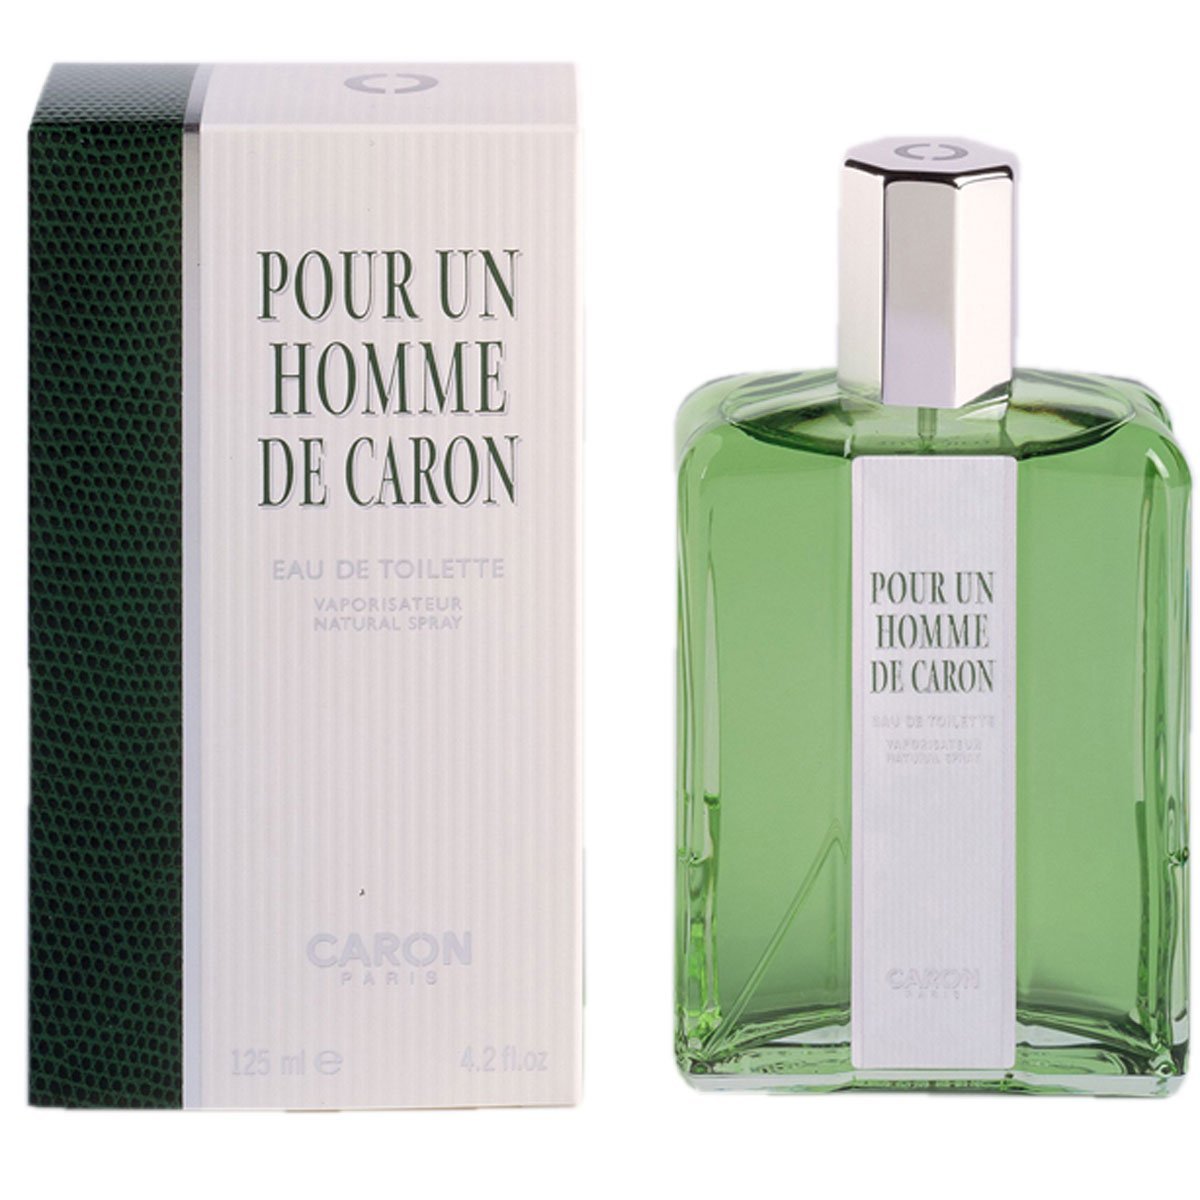 POUR UN
HOMME
DE CARON
EAU DE TOILETTE
VAPORISATEUR
NATURAL SPRAY
CARON
PARIS
125 ml ℮ 4.2 fl.oz
POUR UN
HOMME
DE CARON
EAU DE TOILETTE
VAPORISATEUR
NATURAL SPRAY
CARON
PARIS